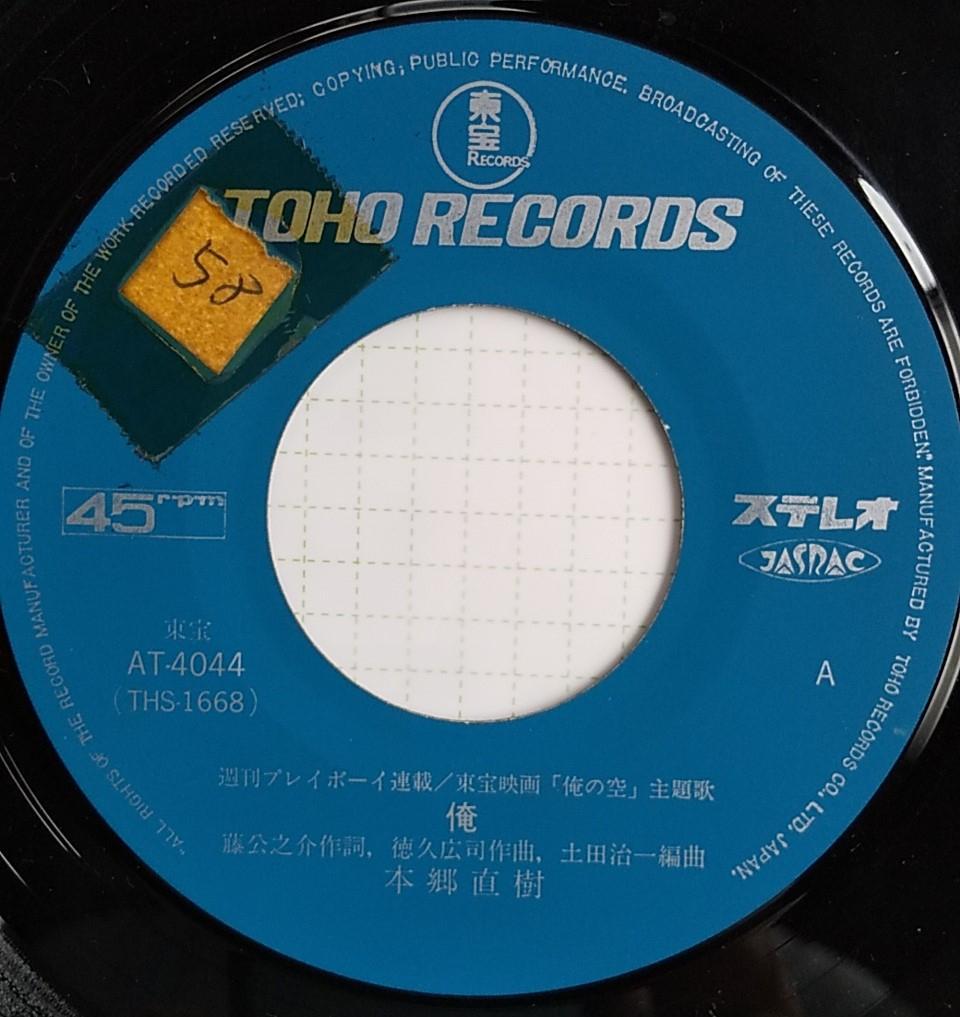 "ALL RIGHTS OF THE RECORD MANUFACTURER AND OF THE OWNER OF THE WORK RECORDED RESERVED; COPYING; PUBLIC PERFORMANCE. BROADCASTING OF THESE RECORDS ARE FORBIDDEN." MANUFACTURED BY TOHO RECORDS CO., LTD. JAPAN.
東宝
RECORDS
TOHO RECORDS
58
45rpm
ステレオ
JASRAC
東宝
AT-4044
(THS-1668)
A
週刊プレイボーイ連載／東宝映画「俺の空」主題歌
俺
藤公之介作詞, 徳久広司作曲, 土田治一編曲
本郷直樹